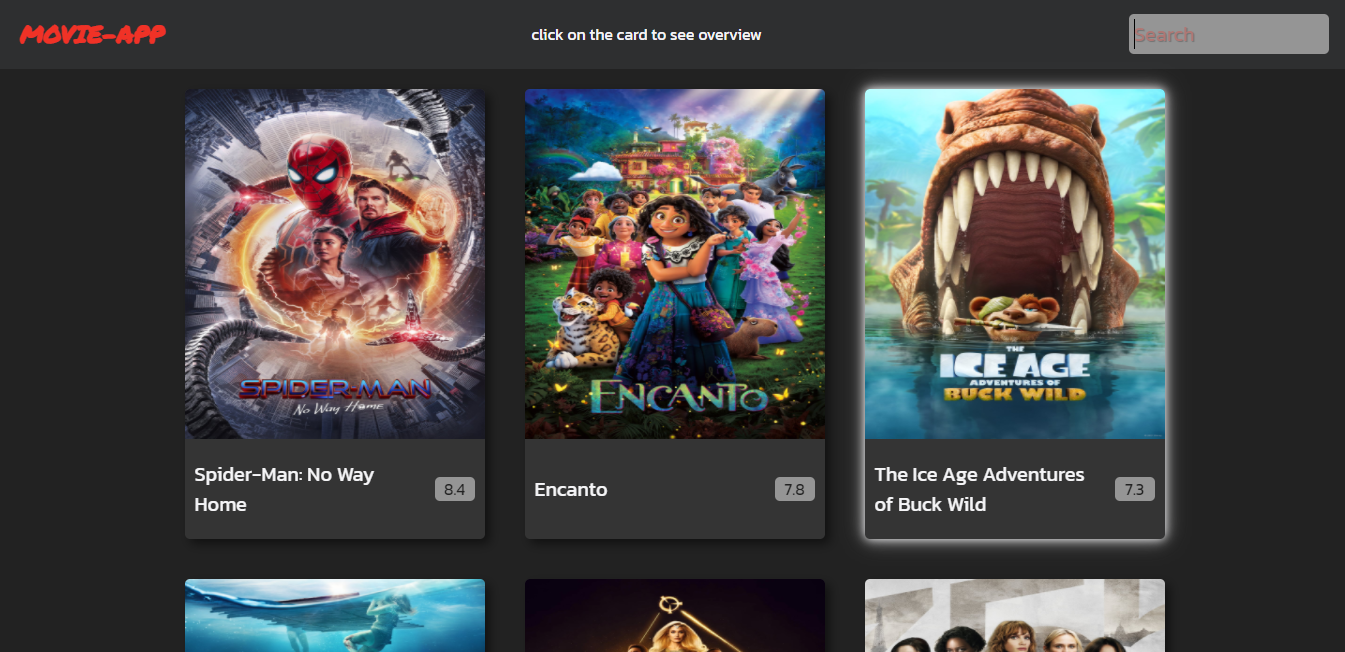 MOVIE-APP
click on the card to see overview
Search
SPIDER-MAN
No Way Home
ENCANTO
THE
ICE AGE
ADVENTURES OF
BUCK WILD
Spider-Man: No Way
Home
8.4
Encanto
7.8
The Ice Age Adventures
of Buck Wild
7.3